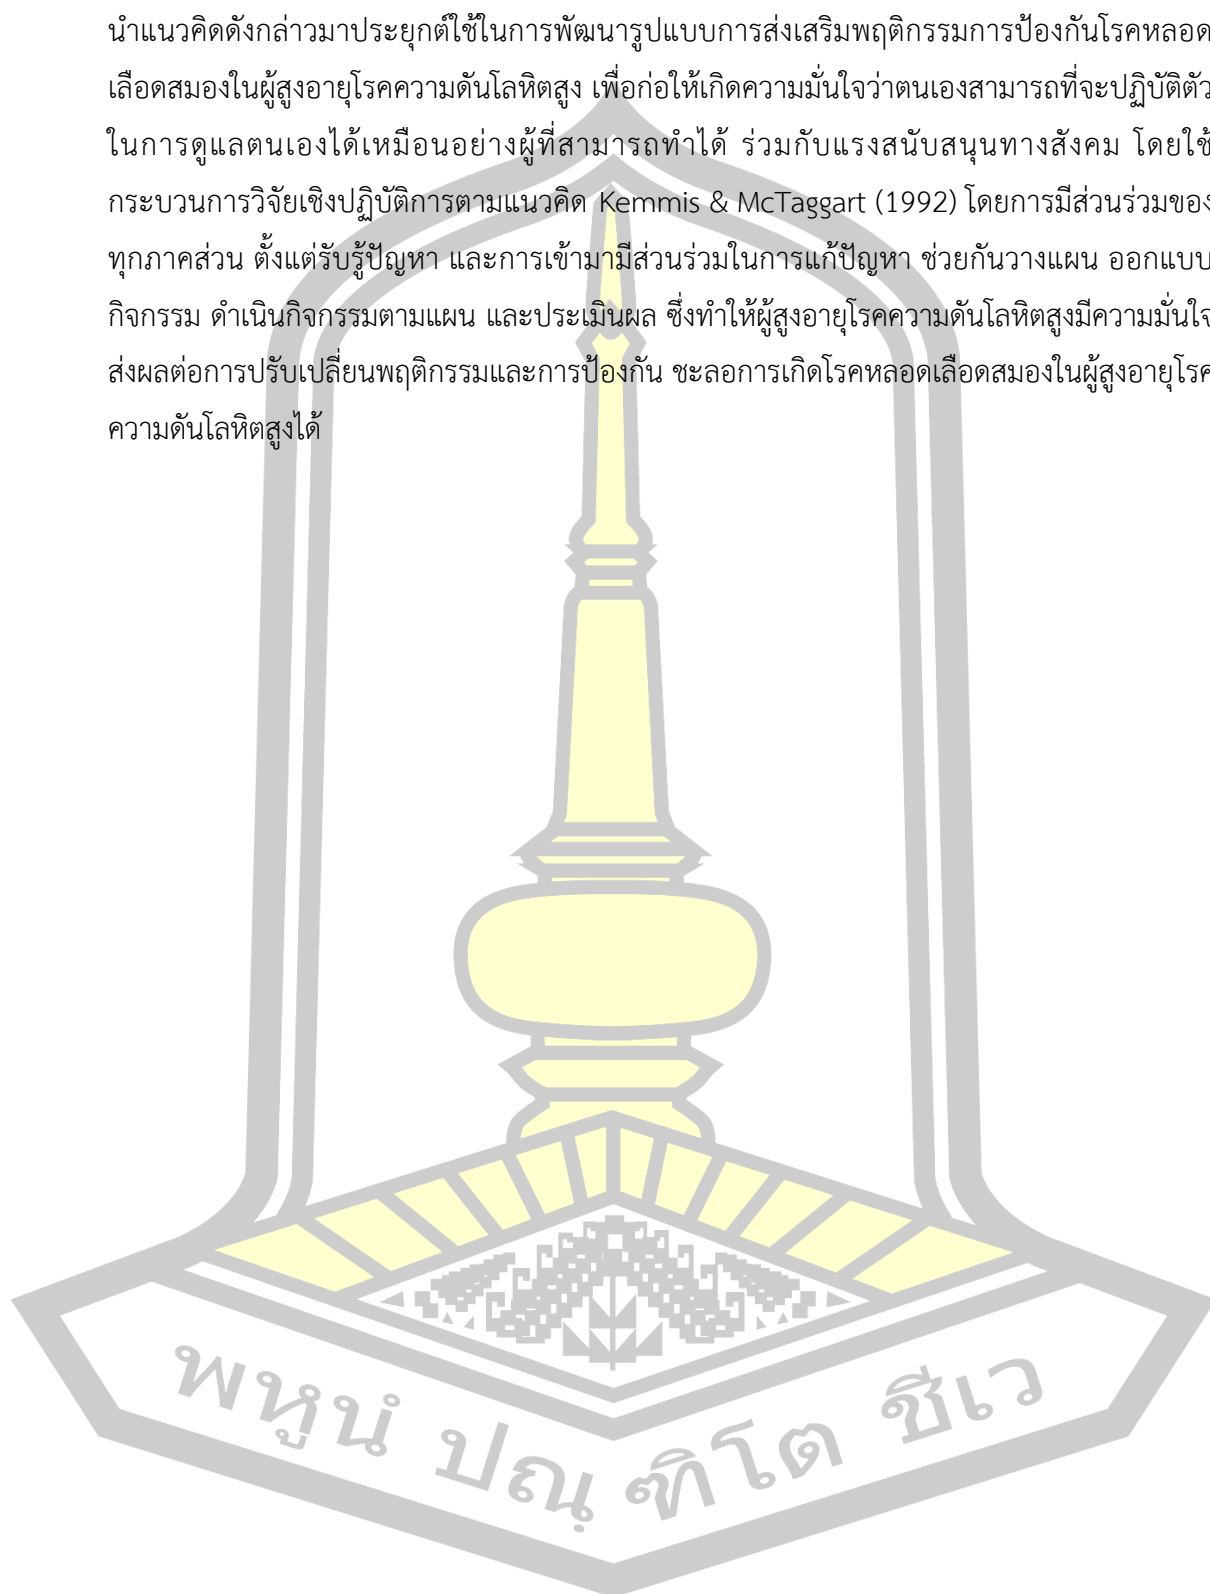 นำแนวคิดดังกล่าวมาประยุกต์ใช้ในการพัฒนารูปแบบการส่งเสริมพฤติกรรมการป้องกันโรคหลอด
เลือดสมองในผู้สูงอายุโรคความดันโลหิตสูง เพื่อก่อให้เกิดความมั่นใจว่าตนเองสามารถที่จะปฏิบัติตัว
ในการดูแลตนเองได้เหมือนอย่างผู้ที่สามารถทำได้ ร่วมกับแรงสนับสนุนทางสังคม โดยใช้
กระบวนการวิจัยเชิงปฏิบัติการตามแนวคิด Kemmis & McTaggart (1992) โดยการมีส่วนร่วมของ
ทุกภาคส่วน ตั้งแต่รับรู้ปัญหา และการเข้ามามีส่วนร่วมในการแก้ปัญหา ช่วยกันวางแผน ออกแบบ
กิจกรรม ดำเนินกิจกรรมตามแผน และประเมินผล ซึ่งทำให้ผู้สูงอายุโรคความดันโลหิตสูงมีความมั่นใจ
ส่งผลต่อการปรับเปลี่ยนพฤติกรรมและการป้องกัน ชะลอการเกิดโรคหลอดเลือดสมองในผู้สูงอายุโรค
ความดันโลหิตสูงได้
พหูนํ ปณฺ ฑิโต ชีเว